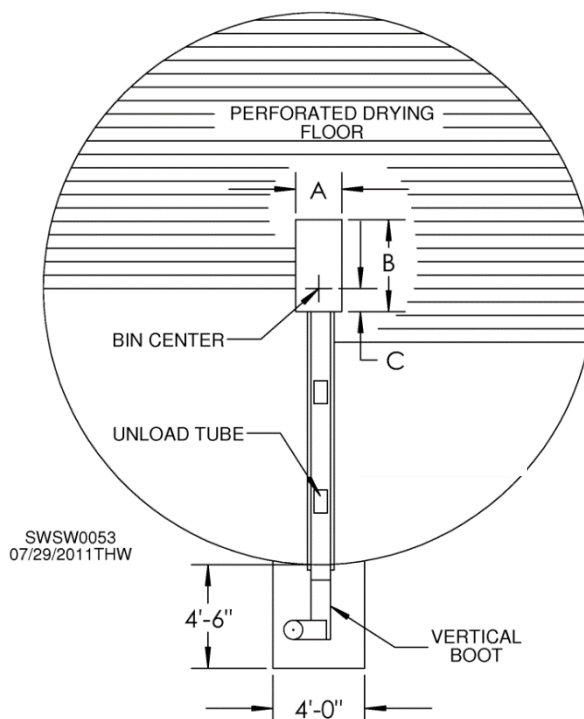 PERFORATED DRYING
FLOOR
A
B
BIN CENTER
C
UNLOAD TUBE
SWSW0053
07/29/2011THW
4'-6"
VERTICAL
BOOT
4'-0"